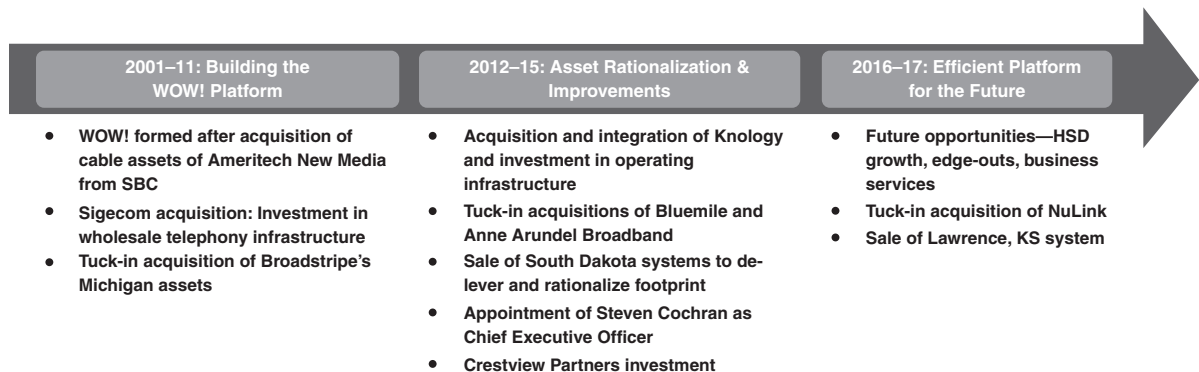 2001–11: Building the
WOW! Platform
• WOW! formed after acquisition of
cable assets of Ameritech New Media
from SBC
• Sigecom acquisition: Investment in
wholesale telephony infrastructure
• Tuck-in acquisition of Broadstripe’s
Michigan assets
2012–15: Asset Rationalization &
Improvements
• Acquisition and integration of Knology
and investment in operating
infrastructure
• Tuck-in acquisitions of Bluemile and
Anne Arundel Broadband
• Sale of South Dakota systems to de-
lever and rationalize footprint
• Appointment of Steven Cochran as
Chief Executive Officer
• Crestview Partners investment
2016–17: Efficient Platform
for the Future
• Future opportunities—HSD
growth, edge-outs, business
services
• Tuck-in acquisition of NuLink
• Sale of Lawrence, KS system